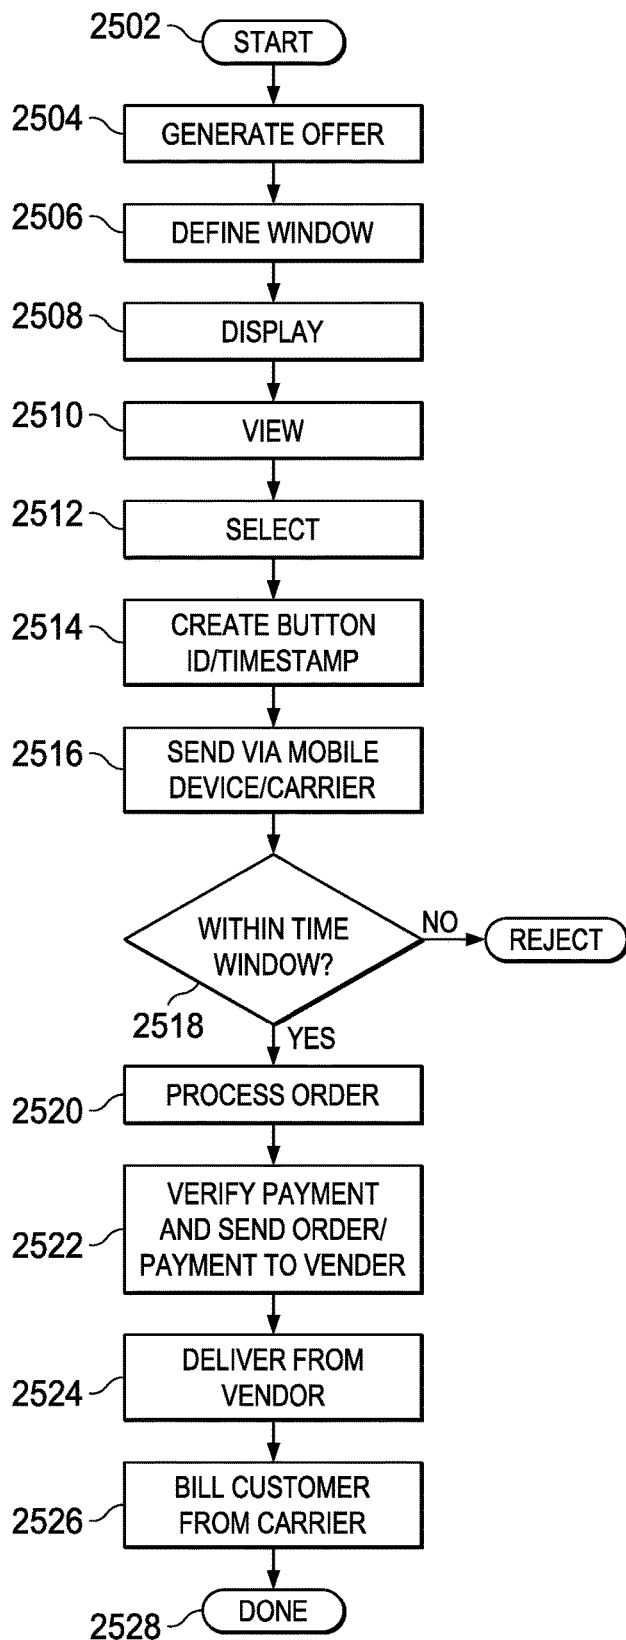 2502
START
2504
GENERATE OFFER
2506
DEFINE WINDOW
2508
DISPLAY
2510
VIEW
2512
SELECT
2514
CREATE BUTTON
ID/TIMESTAMP
2516
SEND VIA MOBILE
DEVICE/CARRIER
WITHIN TIME
WINDOW?
NO
REJECT
2518
YES
2520
PROCESS ORDER
2522
VERIFY PAYMENT
AND SEND ORDER/
PAYMENT TO VENDER
2524
DELIVER FROM
VENDOR
2526
BILL CUSTOMER
FROM CARRIER
2528
DONE